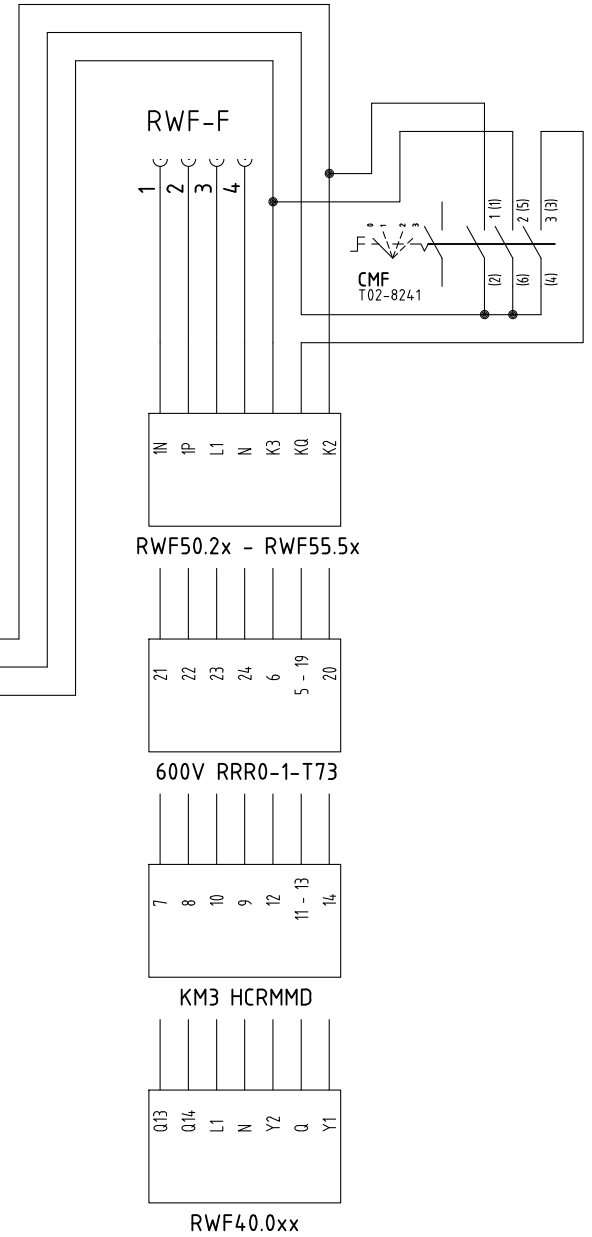 RWF-F
1 2 3 4
0 1 2 3
1 (1) 2 (5) 3 (3)
(2) (6) (4)
CMF
T02-8241
1N 1P L1 N K3 KQ K2
RWF50.2x - RWF55.5x
21 22 23 24 6 5 - 19 20
600V RRR0-1-T73
7 8 10 9 12 11 - 13 14
KM3 HCRMMD
Q13 Q14 L1 N Y2 Q Y1
RWF40.0xx